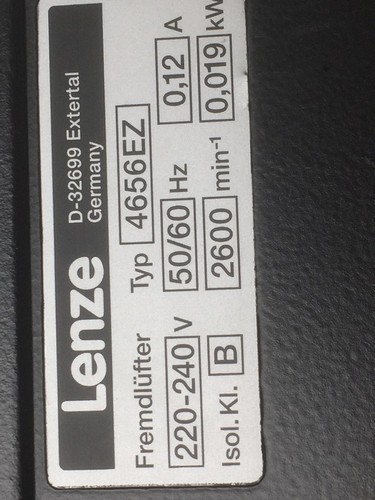 Lenze D-32699 Extertal
Germany
Fremdlüfter Typ 4656EZ
220-240 V 50/60 Hz 0,12 A
Isol.Kl. B 2600 min⁻¹ 0,019 kW